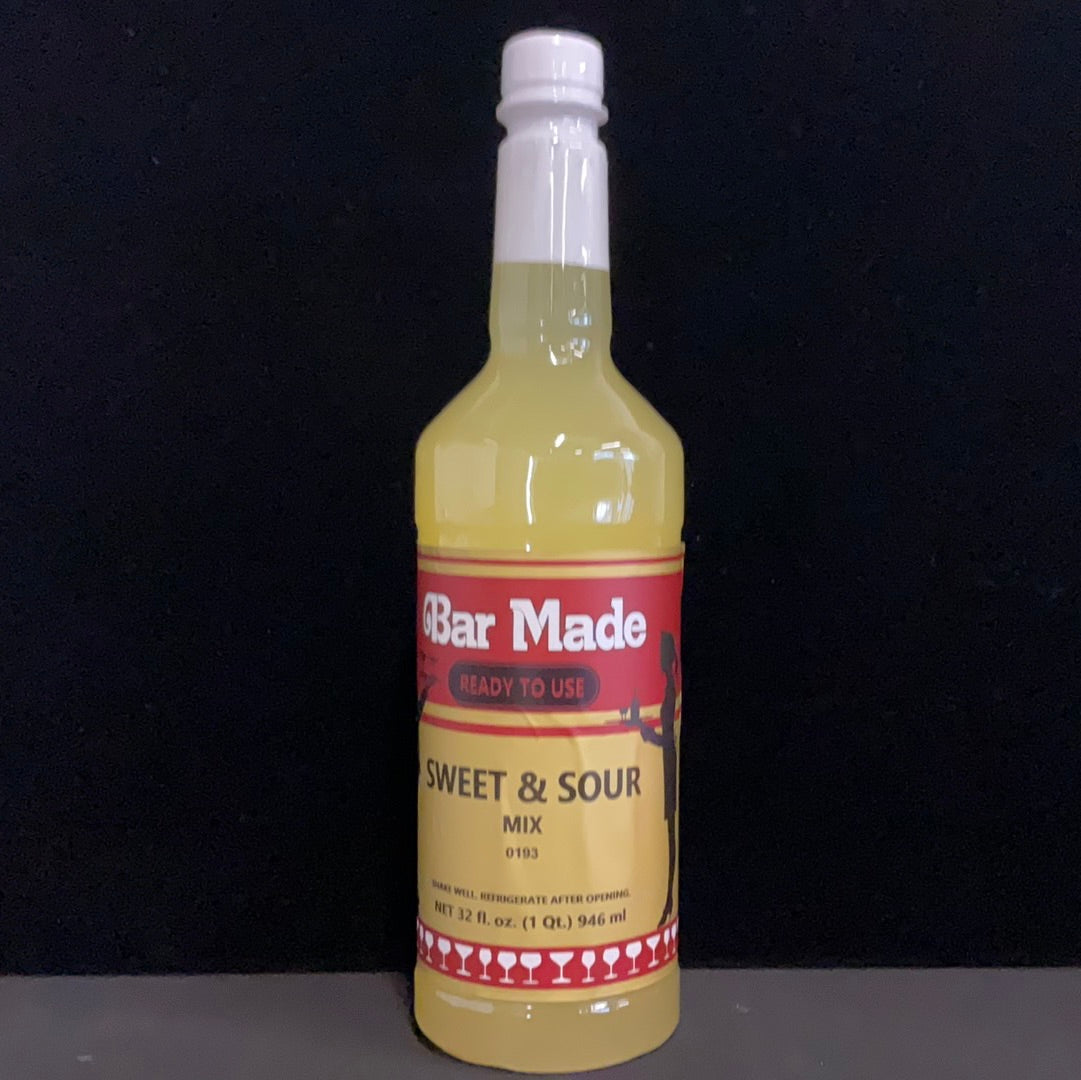 Bar Made
READY TO USE
SWEET & SOUR
MIX
0193
SHAKE WELL. REFRIGERATE AFTER OPENING.
NET 32 fl. oz. (1 Qt.) 946 ml